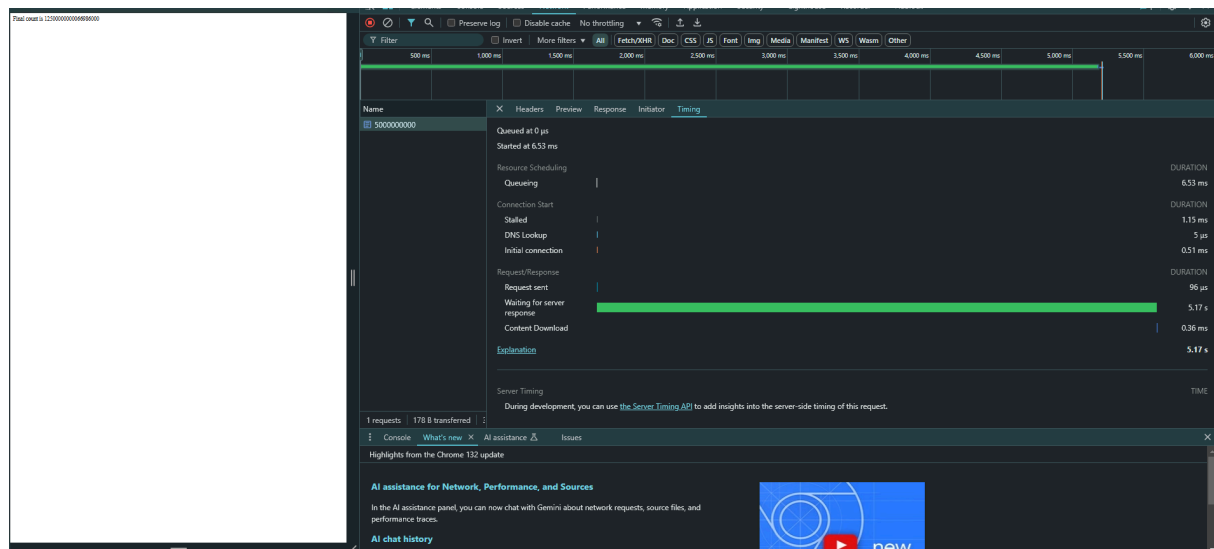 Final count is 12500000000066986000
Preserve log
Disable cache
No throttling
Filter
Invert
More filters
All
Fetch/XHR
Doc
CSS
JS
Font
Img
Media
Manifest
WS
Wasm
Other
500 ms
1,000 ms
1,500 ms
2,000 ms
2,500 ms
3,000 ms
3,500 ms
4,000 ms
4,500 ms
5,000 ms
5,500 ms
6,000 ms
Name
Headers Preview Response Initiator Timing
5000000000
Queued at 0 μs
Started at 6.53 ms
Resource Scheduling DURATION
Queueing 6.53 ms
Connection Start DURATION
Stalled 1.15 ms
DNS Lookup 5 μs
Initial connection 0.51 ms
Request/Response DURATION
Request sent 96 μs
Waiting for server
response 5.17 s
Content Download 0.36 ms
Explanation 5.17 s
Server Timing TIME
During development, you can use the Server Timing API to add insights into the server-side timing of this request.
1 requests 178 B transferred
Console What's new AI assistance Issues
Highlights from the Chrome 132 update
AI assistance for Network, Performance, and Sources
In the AI assistance panel, you can now chat with Gemini about network requests, source files, and
performance traces.
AI chat history
new